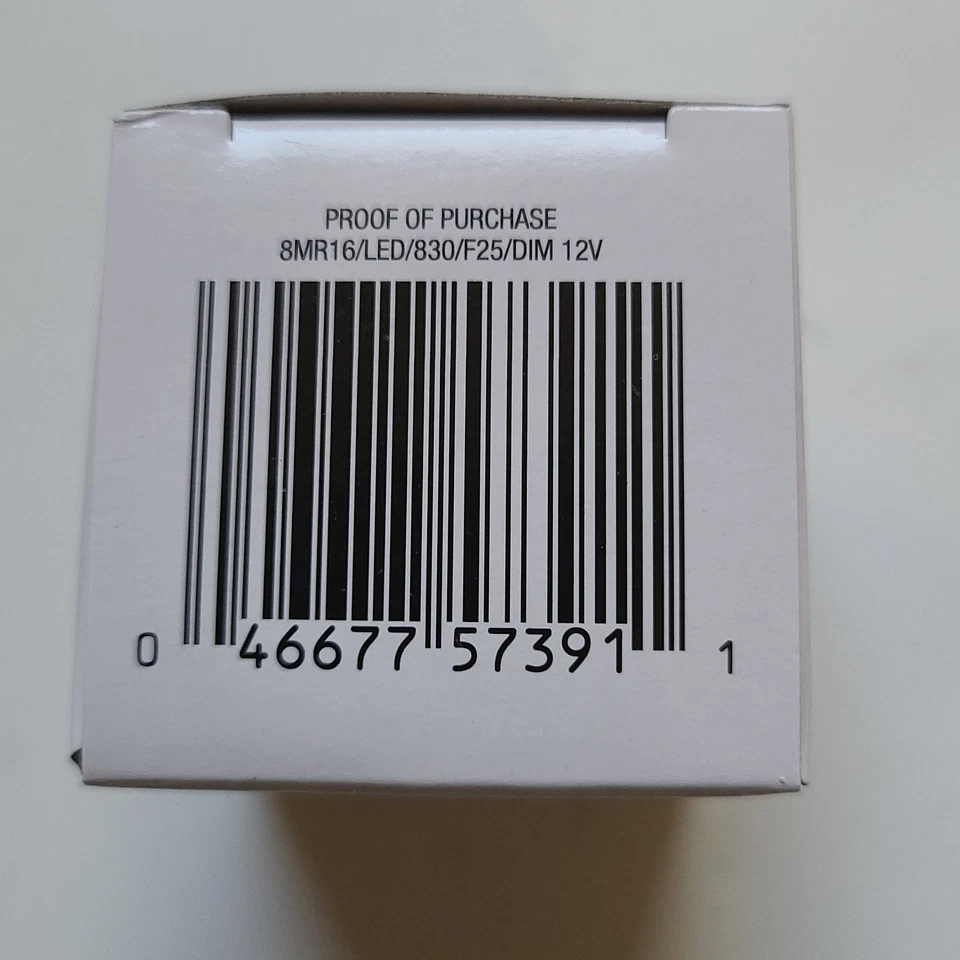 PROOF OF PURCHASE
8MR16/LED/830/F25/DIM 12V
0 46677 57391 1